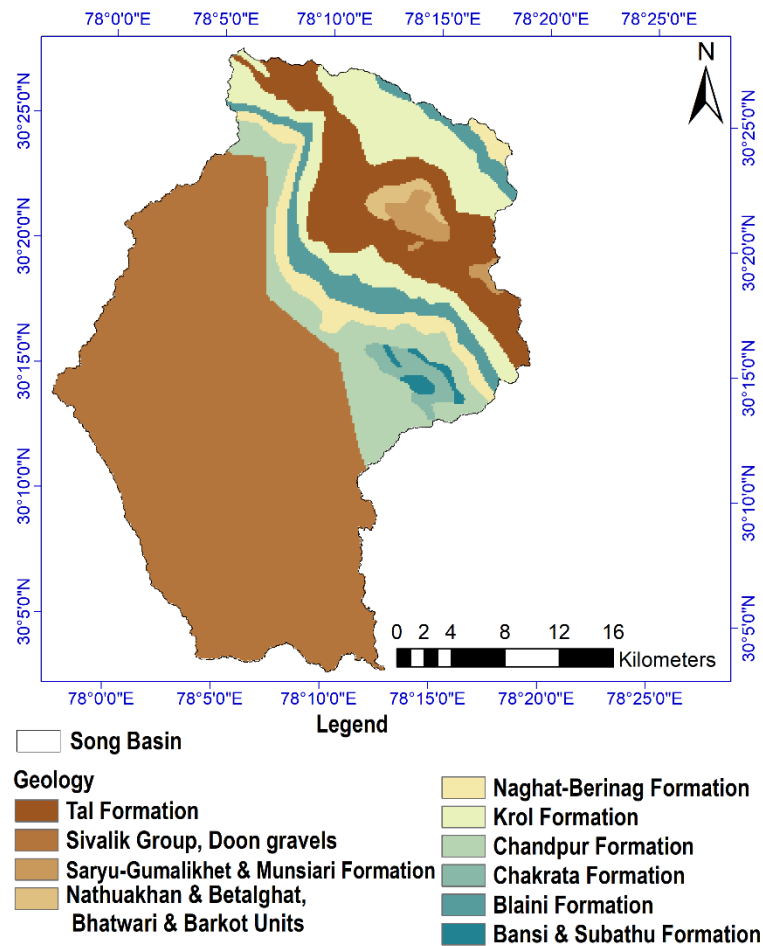 78°0'0"E 78°5'0"E 78°10'0"E 78°15'0"E 78°20'0"E 78°25'0"E
N
30°25'0"N 30°25'0"N
30°20'0"N 30°20'0"N
30°15'0"N 30°15'0"N
30°10'0"N 30°10'0"N
30°5'0"N 30°5'0"N
0 2 4 8 12 16
Kilometers
78°0'0"E 78°5'0"E 78°10'0"E 78°15'0"E 78°20'0"E 78°25'0"E
Legend
Song Basin
Geology
Tal Formation
Sivalik Group, Doon gravels
Saryu-Gumalikhet & Munsiari Formation
Nathuakhan & Betalghat,
Bhatwari & Barkot Units
Naghat-Berinag Formation
Krol Formation
Chandpur Formation
Chakrata Formation
Blaini Formation
Bansi & Subathu Formation